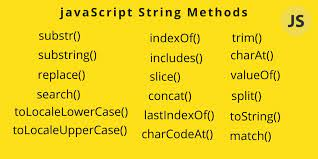 javaScript String Methods
JS
substr()
substring()
replace()
search()
toLocaleLowerCase()
toLocaleUpperCase()
indexOf()
includes()
slice()
concat()
lastIndexOf()
charCodeAt()
trim()
charAt()
valueOf()
split()
toString()
match()